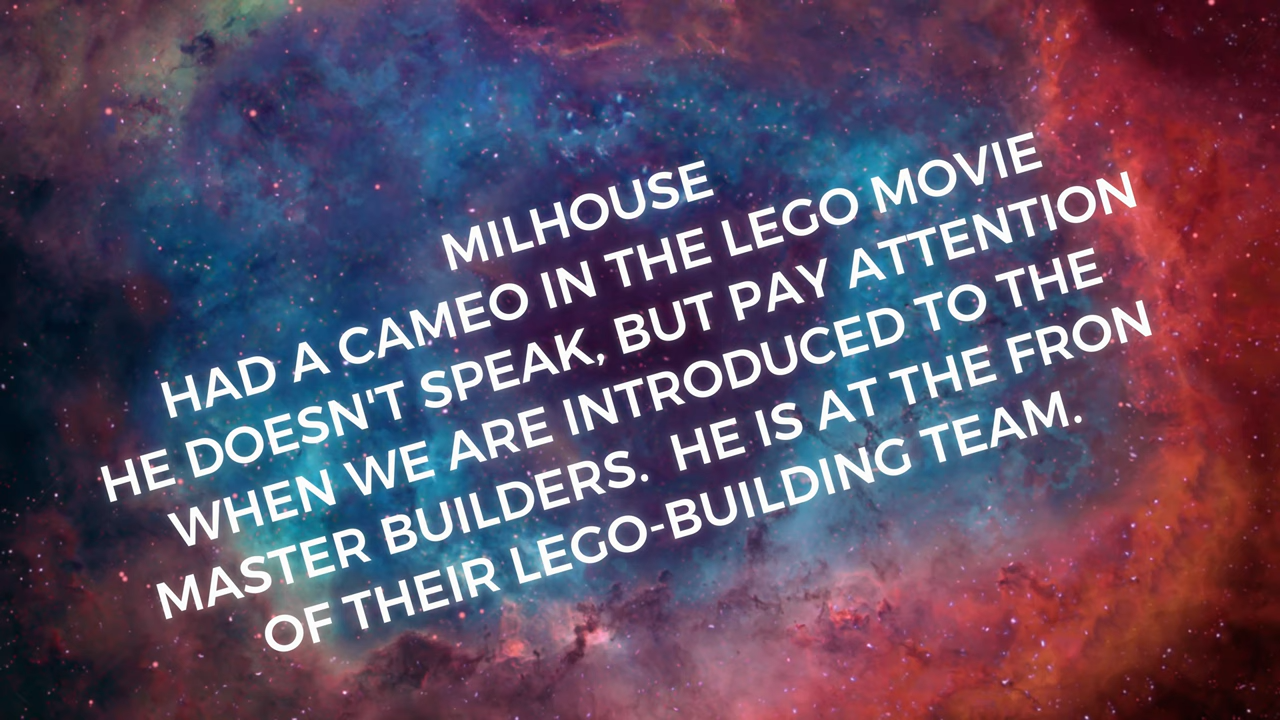 MILHOUSE
HAD A CAMEO IN THE LEGO MOVIE
HE DOESN'T SPEAK, BUT PAY ATTENTION
WHEN WE ARE INTRODUCED TO THE
MASTER BUILDERS.  HE IS AT THE FRON
OF THEIR LEGO-BUILDING TEAM.